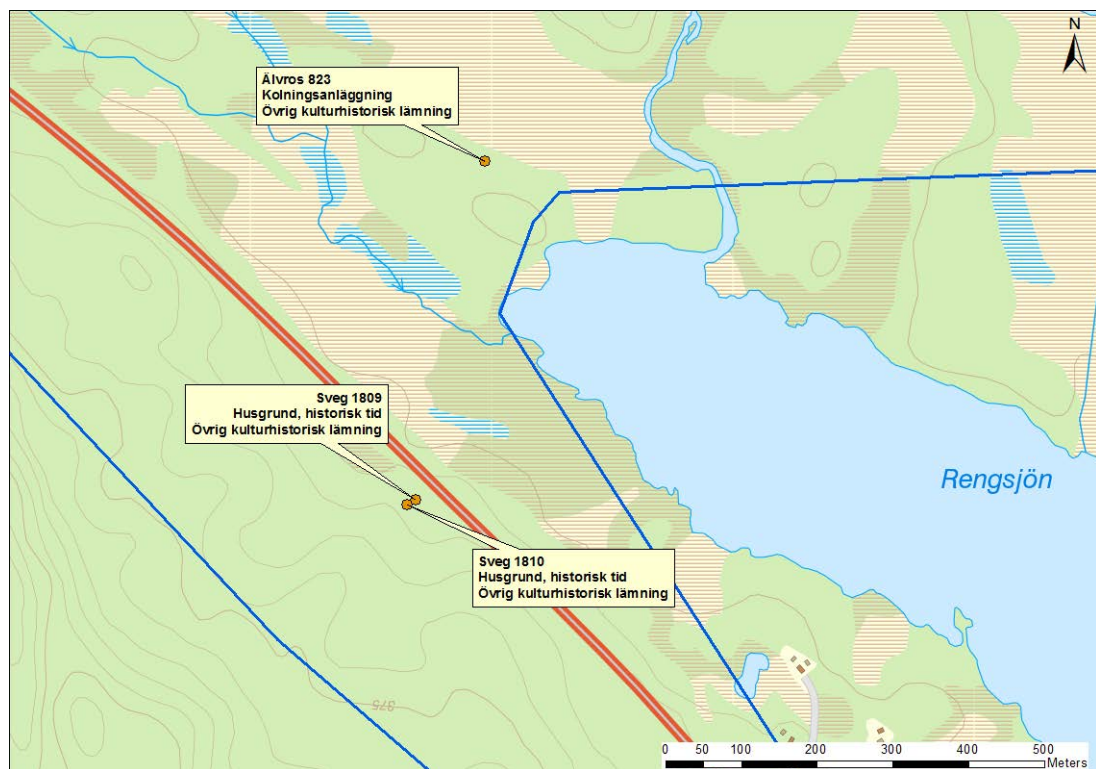 N
Älvros 823
Kolningsanläggning
Övrig kulturhistorisk lämning
Sveg 1809
Husgrund, historisk tid
Övrig kulturhistorisk lämning
Rengsjön
Sveg 1810
Husgrund, historisk tid
Övrig kulturhistorisk lämning
375
0 50 100 200 300 400 500
Meters